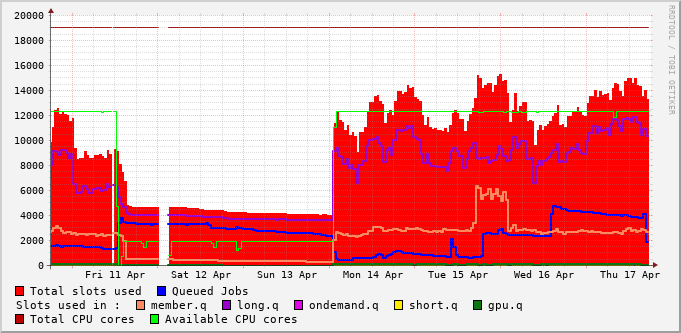 20000
18000
16000
14000
12000
10000
8000
6000
4000
2000
0
Fri 11 Apr Sat 12 Apr Sun 13 Apr Mon 14 Apr Tue 15 Apr Wed 16 Apr Thu 17 Apr
RRDTOOL / TOBI OETIKER
Total slots used Queued Jobs
Slots used in : member.q long.q ondemand.q short.q gpu.q
Total CPU cores Available CPU cores